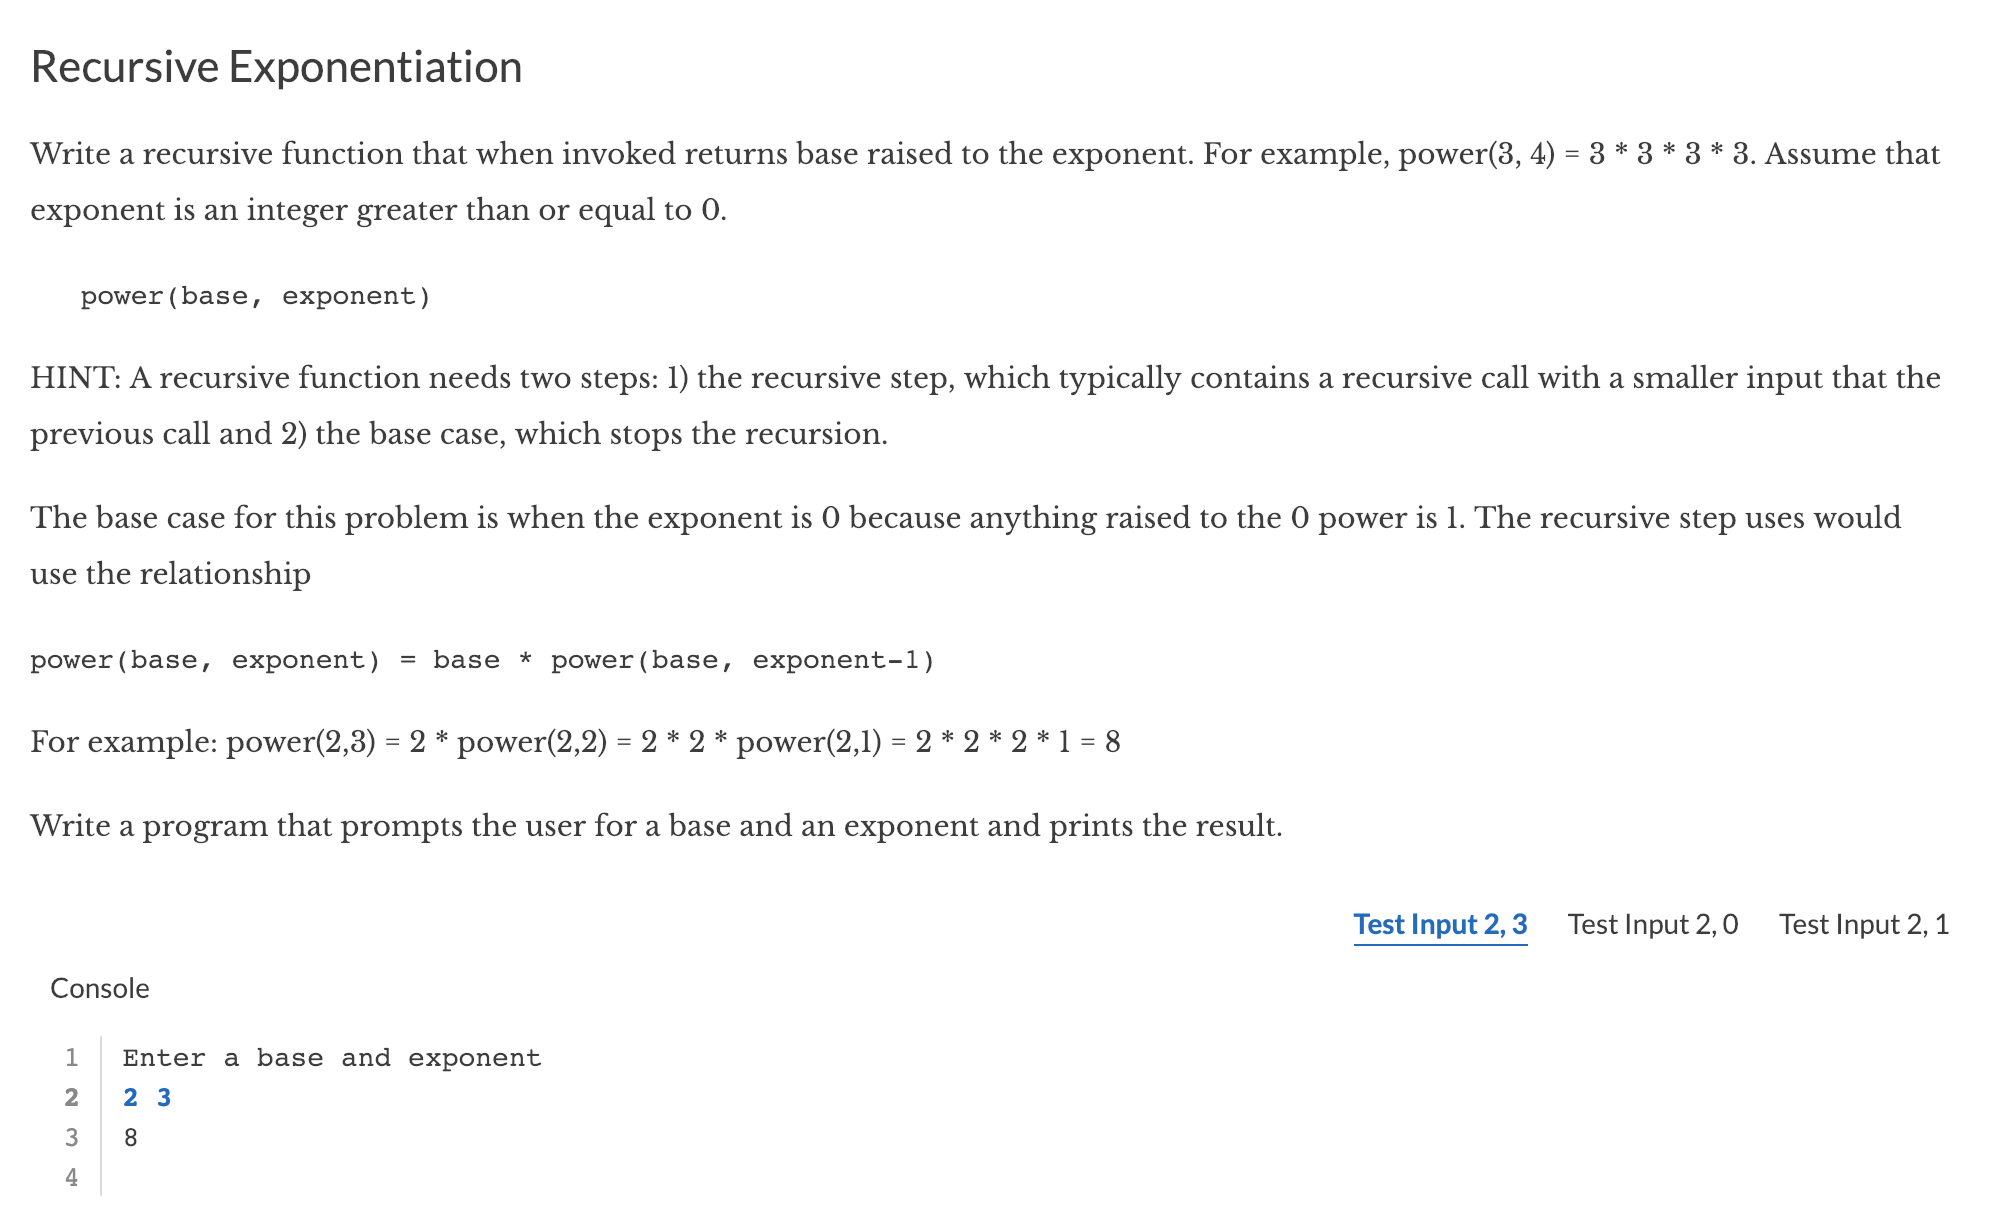 Recursive Exponentiation
Write a recursive function that when invoked returns base raised to the exponent. For example, power(3, 4) = 3 * 3 * 3 * 3. Assume that
exponent is an integer greater than or equal to 0.
power(base, exponent)
HINT: A recursive function needs two steps: 1) the recursive step, which typically contains a recursive call with a smaller input that the
previous call and 2) the base case, which stops the recursion.
The base case for this problem is when the exponent is 0 because anything raised to the 0 power is 1. The recursive step uses would
use the relationship
power(base, exponent) = base * power(base, exponent-1)
For example: power(2,3) = 2 * power(2,2) = 2 * 2 * power(2,1) = 2 * 2 * 2 * 1 = 8
Write a program that prompts the user for a base and an exponent and prints the result.
Test Input 2, 3 Test Input 2, 0 Test Input 2, 1
Console
1 Enter a base and exponent
2 2 3
3 8
4